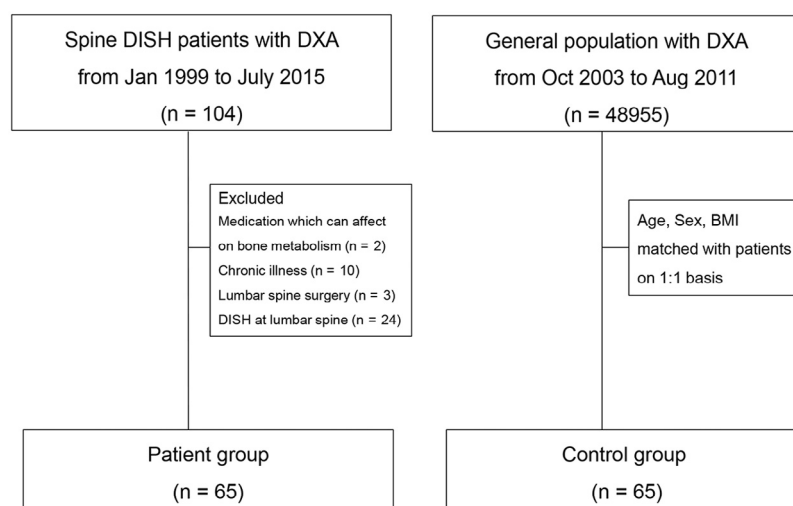 Spine DISH patients with DXA
from Jan 1999 to July 2015
(n = 104)
General population with DXA
from Oct 2003 to Aug 2011
(n = 48955)
Excluded
Medication which can affect
on bone metabolism (n = 2)
Chronic illness (n = 10)
Lumbar spine surgery (n = 3)
DISH at lumbar spine (n = 24)
Age, Sex, BMI
matched with patients
on 1:1 basis
Patient group
(n = 65)
Control group
(n = 65)